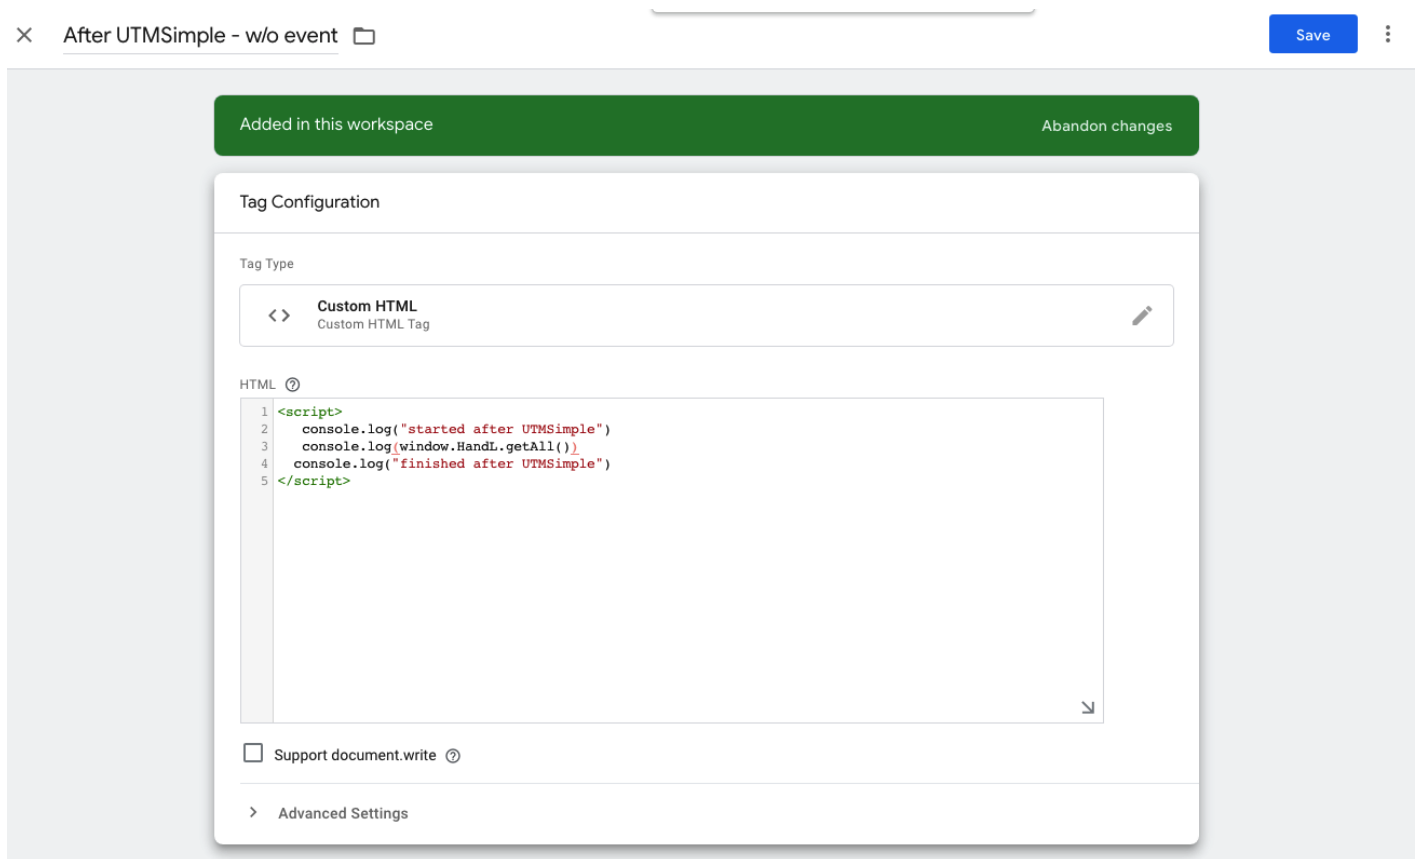 After UTMSimple - w/o event
Save
Added in this workspace
Abandon changes
Tag Configuration
Tag Type
Custom HTML
Custom HTML Tag
HTML
1 <script>
2    console.log("started after UTMSimple")
3    console.log(window.HandL.getAll())
4   console.log("finished after UTMSimple")
5 </script>
Support document.write
Advanced Settings